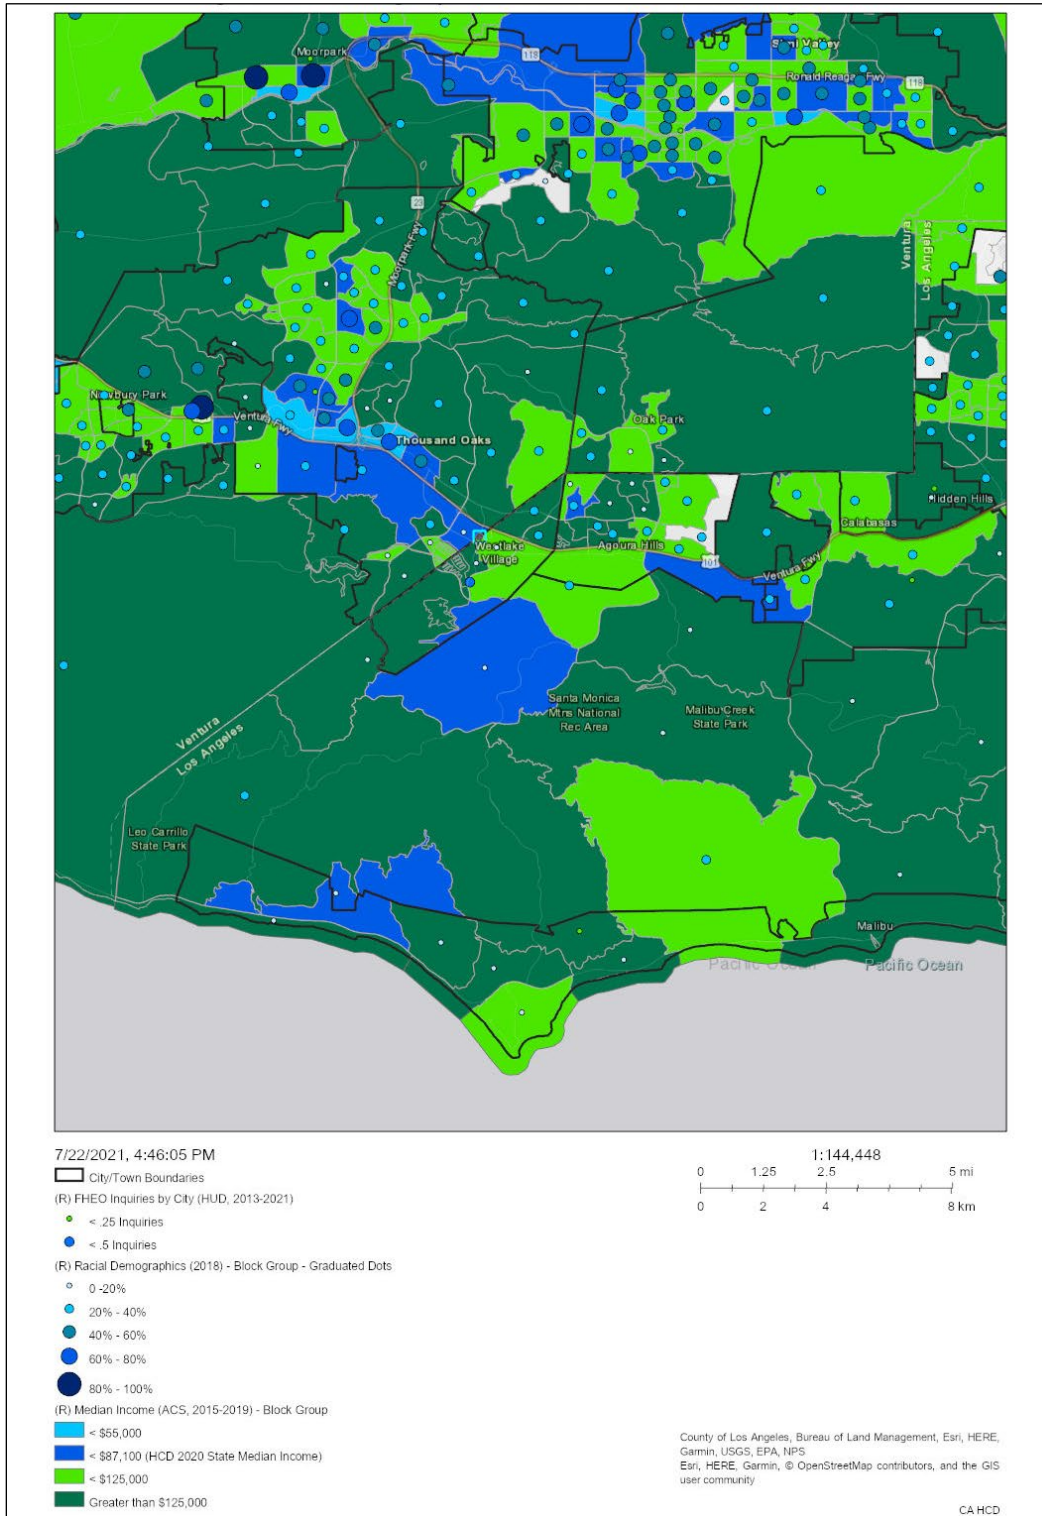 Moorpark
118
Simi Valley
Ronald Reagan Fwy
118
23
Moorpark Fwy
Ventura
Los Angeles
Newbury Park
Ventura Fwy
Thousand Oaks
Oak Park
Hidden Hills
Calabasas
Westlake
Village
Agoura Hills
101
Ventura Fwy
Santa Monica
Mtns National
Rec Area
Malibu Creek
State Park
Ventura
Los Angeles
Leo Carrillo
State Park
Malibu
Pacific Ocean
Pacific Ocean
7/22/2021, 4:46:05 PM
City/Town Boundaries
(R) FHEO Inquiries by City (HUD, 2013-2021)
< .25 Inquiries
< .5 Inquiries
(R) Racial Demographics (2018) - Block Group - Graduated Dots
0 -20%
20% - 40%
40% - 60%
60% - 80%
80% - 100%
(R) Median Income (ACS, 2015-2019) - Block Group
< $55,000
< $87,100 (HCD 2020 State Median Income)
< $125,000
Greater than $125,000
1:144,448
0 1.25 2.5 5 mi
0 2 4 8 km
County of Los Angeles, Bureau of Land Management, Esri, HERE,
Garmin, USGS, EPA, NPS
Esri, HERE, Garmin, © OpenStreetMap contributors, and the GIS
user community
CA HCD